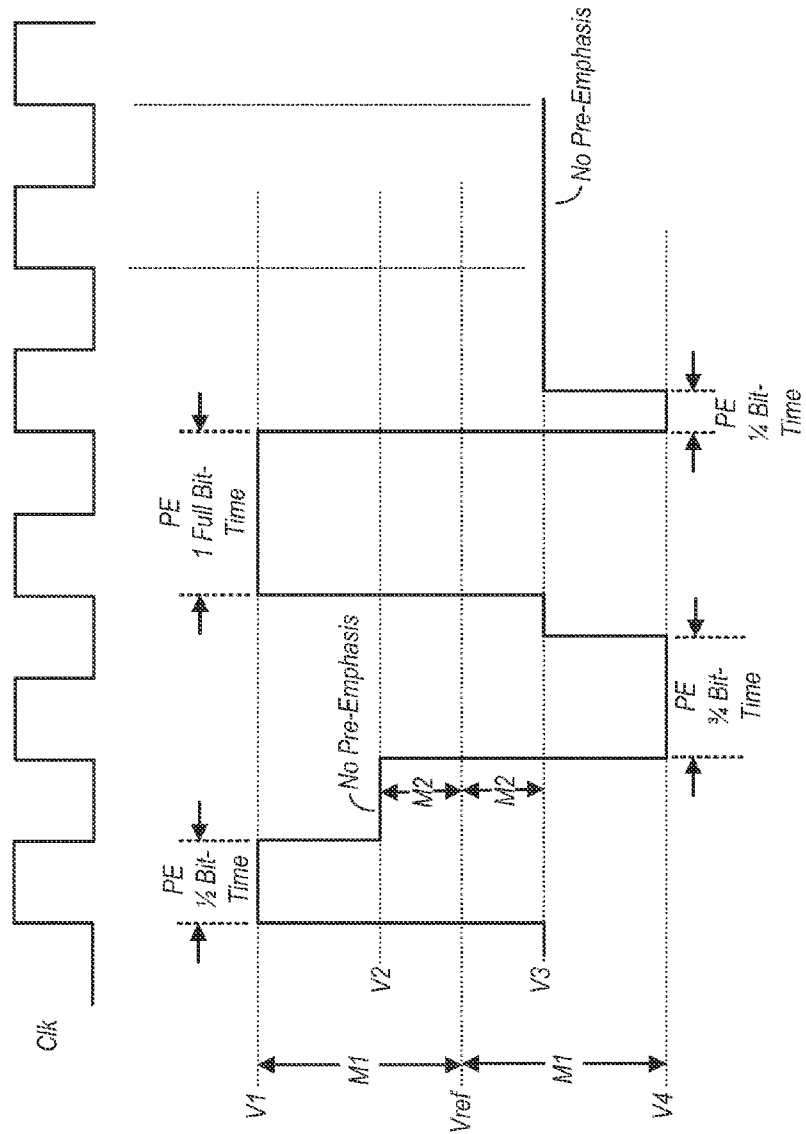 Clk
PE
½ Bit-
Time
PE
1 Full Bit-
Time
V1
No Pre-Emphasis
V2
M1
M2
Vref
M2
V3
M1
No Pre-Emphasis
V4
PE
¾ Bit-
Time
PE
¼ Bit-
Time